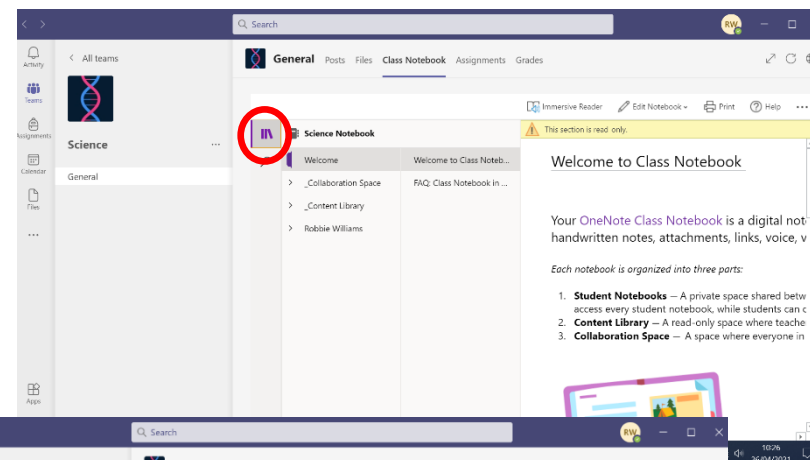 Search
RW
Activity
Teams
Assignments
Calendar
Files
Apps
All teams
Science
General
General Posts Files Class Notebook Assignments Grades
Immersive Reader Edit Notebook Print Help
This section is read only.
Science Notebook
Welcome
_Collaboration Space
_Content Library
Robbie Williams
Welcome to Class Noteb...
FAQ: Class Notebook in ...
Welcome to Class Notebook
Your OneNote Class Notebook is a digital not
handwritten notes, attachments, links, voice, v
Each notebook is organized into three parts:
1. Student Notebooks — A private space shared betw
access every student notebook, while students can c
2. Content Library — A read-only space where teache
3. Collaboration Space — A space where everyone in
Search
RW
10:26
26/04/2021